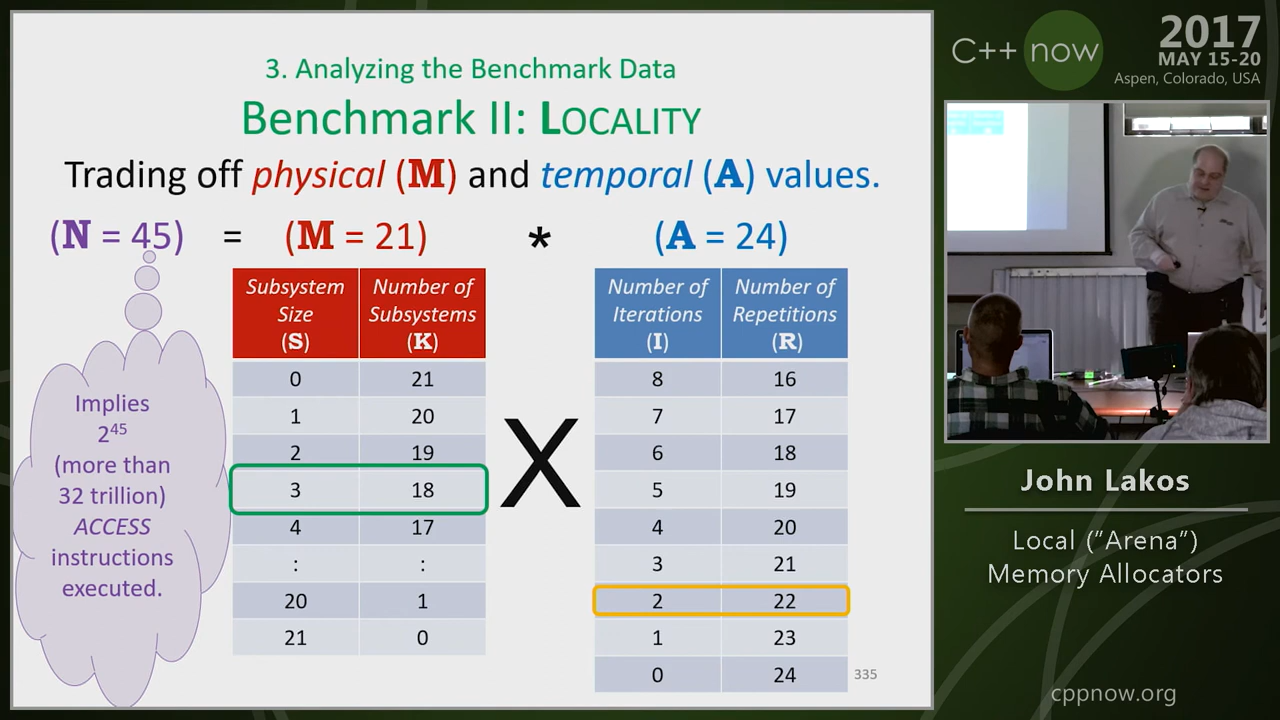 3. Analyzing the Benchmark Data
Benchmark II: LOCALITY
Trading off physical (M) and temporal (A) values.
(N = 45) = (M = 21) * (A = 24)
Implies
2⁴⁵
(more than
32 trillion)
ACCESS
instructions
executed.
Subsystem Size (S) Number of Subsystems (K)
0 21
1 20
2 19
3 18
4 17
: :
20 1
21 0
X
Number of Iterations (I) Number of Repetitions (R)
8 16
7 17
6 18
5 19
4 20
3 21
2 22
1 23
0 24
335
C++ now
2017
MAY 15-20
Aspen, Colorado, USA
John Lakos
Local ("Arena")
Memory Allocators
cppnow.org